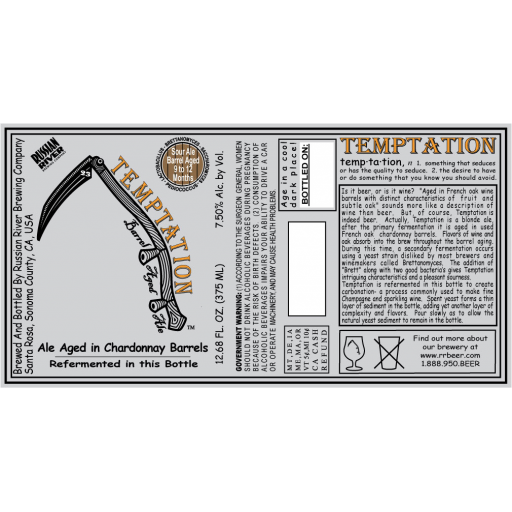 Brewed And Bottled By Russian River Brewing Company
Santa Rosa, Sonoma County, CA, USA
RUSSIAN
RIVER
23
TEMPTATION
Barrel Aged Ale
Sour Ale
Barrel Aged
9 to 12
Months
TM
Ale Aged in Chardonnay Barrels
Refermented in this Bottle
12.68 FL. OZ. (375 ML)
7.50% Alc. by Vol.
GOVERNMENT WARNING: (1) ACCORDING TO THE SURGEON GENERAL, WOMEN
SHOULD NOT DRINK ALCOHOLIC BEVERAGES DURING PREGNANCY
BECAUSE OF THE RISK OF BIRTH DEFECTS. (2) CONSUMPTION OF
ALCOHOLIC BEVERAGES IMPAIRS YOUR ABILITY TO DRIVE A CAR
OR OPERATE MACHINERY, AND MAY CAUSE HEALTH PROBLEMS
Age in a cool
dark place!
BOTTLED ON:
MT,DE,IA
ME,MA,OR
VT 5¢,MI 10¢
CA CASH
REFUND
TEMPTATION
temp·ta·tion, n 1. something that seduces
or has the quality to seduce. 2. the desire to have
or do something that you know you should avoid.
Is it beer, or is it wine? "Aged in French oak wine
barrels with distinct characteristics of fruit and
subtle oak" sounds more like a description of
wine then beer. But, of course, Temptation is
indeed beer. Actually, Temptation is a blonde ale,
after the primary fermentation it is aged in used
French oak chardonnay barrels. Flavors of wine and
oak absorb into the brew throughout the barrel aging.
During this time, a secondary fermentation occurs
using a yeast strain disliked by most brewers and
winemakers called Brettanomyces. The addition of
"Brett" along with two good bacteria's gives Temptation
intriguing characteristics and a pleasant sourness.
Temptation is refermented in this bottle to create
carbonation- a process commonly used to make fine
Champagne and sparkling wine. Spent yeast forms a thin
layer of sediment in the bottle, adding yet another layer of
complexity and flavors. Pour slowly as to allow the
natural yeast sediment to remain in the bottle.
Find out more about
our brewery at
www.rrbeer.com
1.888.950.BEER